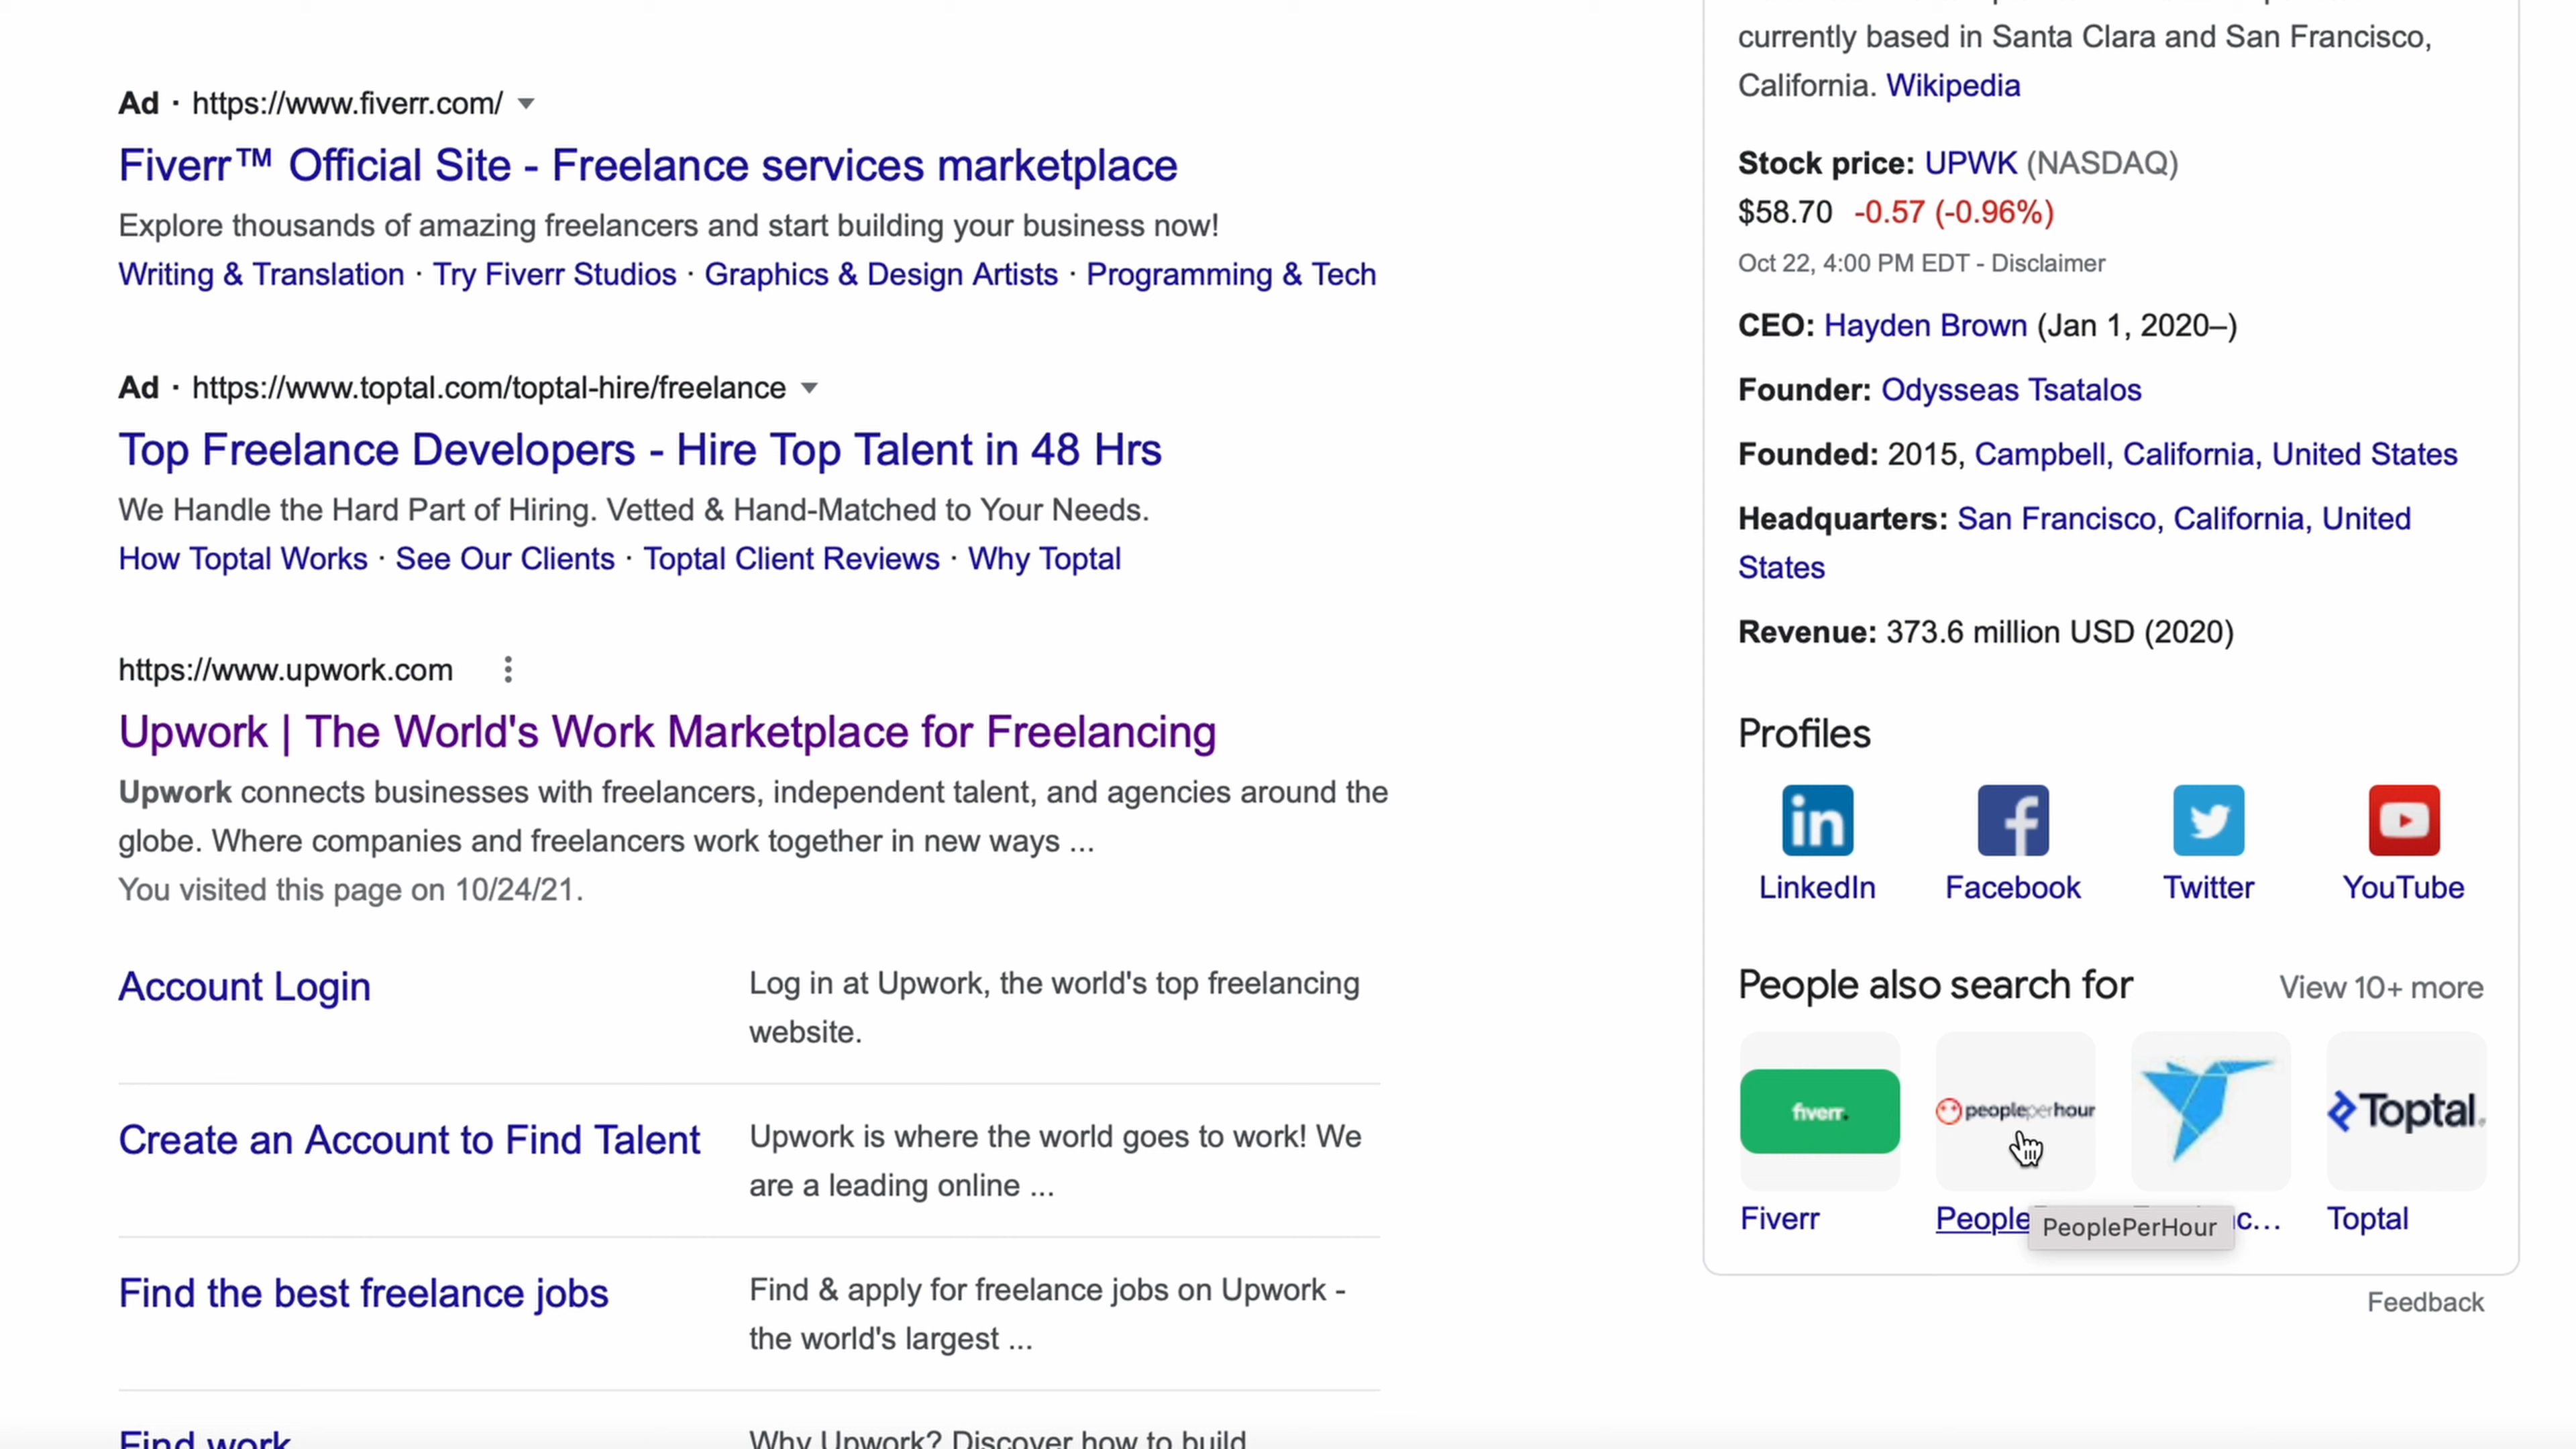 Ad · https://www.fiverr.com/
Fiverr™ Official Site - Freelance services marketplace
Explore thousands of amazing freelancers and start building your business now!
Writing & Translation · Try Fiverr Studios · Graphics & Design Artists · Programming & Tech
Ad · https://www.toptal.com/toptal-hire/freelance
Top Freelance Developers - Hire Top Talent in 48 Hrs
We Handle the Hard Part of Hiring. Vetted & Hand-Matched to Your Needs.
How Toptal Works · See Our Clients · Toptal Client Reviews · Why Toptal
https://www.upwork.com
Upwork | The World's Work Marketplace for Freelancing
Upwork connects businesses with freelancers, independent talent, and agencies around the
globe. Where companies and freelancers work together in new ways ...
You visited this page on 10/24/21.
Account Login
Log in at Upwork, the world's top freelancing
website.
Create an Account to Find Talent
Upwork is where the world goes to work! We
are a leading online ...
Find the best freelance jobs
Find & apply for freelance jobs on Upwork -
the world's largest ...
Find work
Why Upwork? Discover how to build
currently based in Santa Clara and San Francisco,
California. Wikipedia
Stock price: UPWK (NASDAQ)
$58.70 -0.57 (-0.96%)
Oct 22, 4:00 PM EDT - Disclaimer
CEO: Hayden Brown (Jan 1, 2020–)
Founder: Odysseas Tsatalos
Founded: 2015, Campbell, California, United States
Headquarters: San Francisco, California, United
States
Revenue: 373.6 million USD (2020)
Profiles
in
LinkedIn
Facebook
Twitter
YouTube
People also search for
View 10+ more
fiverr.
peopleperhour
Toptal.
Fiverr
People
PeoplePerHour
c...
Toptal
Feedback